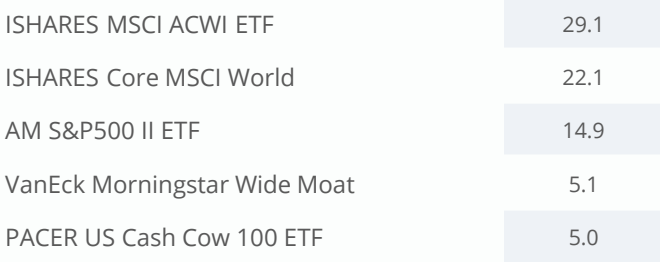 ISHARES MSCI ACWI ETF 29.1
ISHARES Core MSCI World 22.1
AM S&P500 II ETF 14.9
VanEck Morningstar Wide Moat 5.1
PACER US Cash Cow 100 ETF 5.0